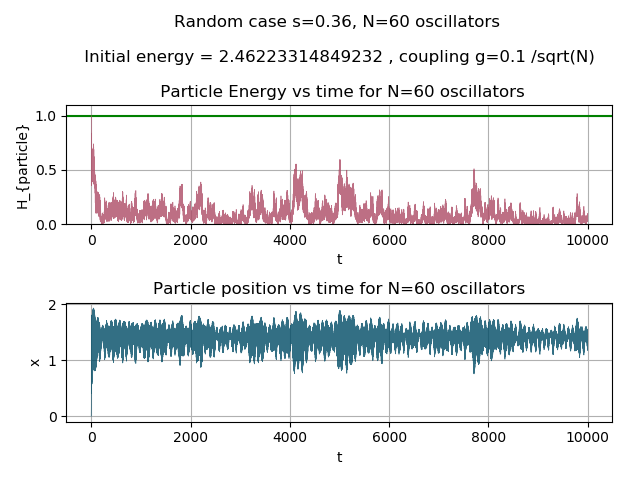 Random case s=0.36, N=60 oscillators
Initial energy = 2.46223314849232 , coupling g=0.1 /sqrt(N)
Particle Energy vs time for N=60 oscillators
1.0
0.5
0.0
H_{particle}
0 2000 4000 6000 8000 10000
t
Particle position vs time for N=60 oscillators
2
1
0
x
0 2000 4000 6000 8000 10000
t